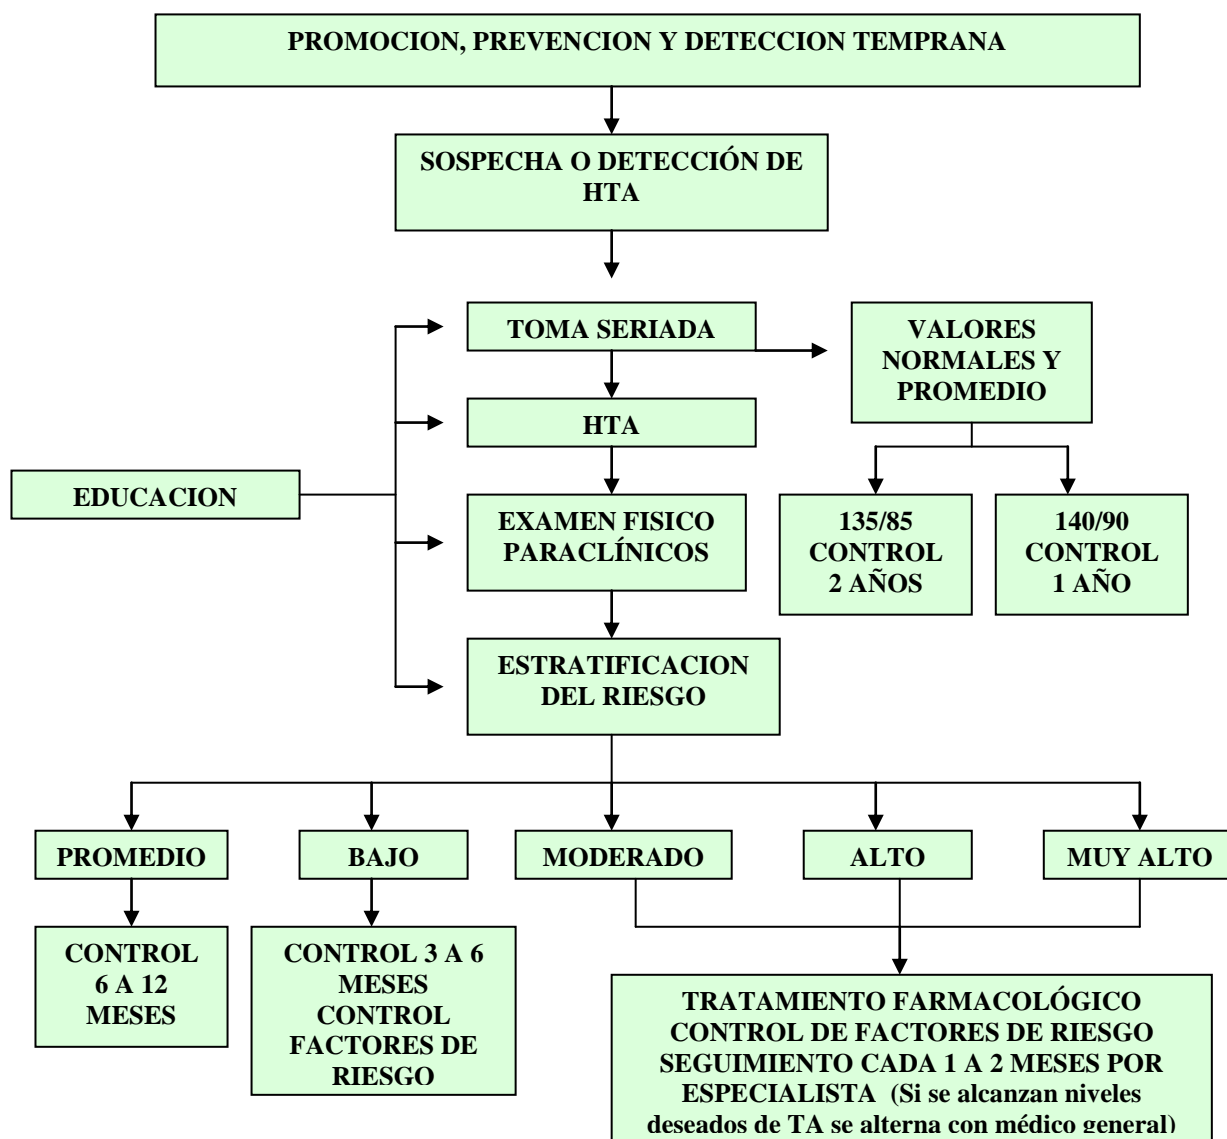 PROMOCION, PREVENCION Y DETECCION TEMPRANA
SOSPECHA O DETECCIÓN DE
HTA
TOMA SERIADA
VALORES
NORMALES Y
PROMEDIO
HTA
EDUCACION
EXAMEN FISICO
PARACLÍNICOS
135/85
CONTROL
2 AÑOS
140/90
CONTROL
1 AÑO
ESTRATIFICACION
DEL RIESGO
PROMEDIO
BAJO
MODERADO
ALTO
MUY ALTO
CONTROL
6 A 12
MESES
CONTROL 3 A 6
MESES
CONTROL
FACTORES DE
RIESGO
TRATAMIENTO FARMACOLÓGICO
CONTROL DE FACTORES DE RIESGO
SEGUIMIENTO CADA 1 A 2 MESES POR
ESPECIALISTA (Si se alcanzan niveles
deseados de TA se alterna con médico general)